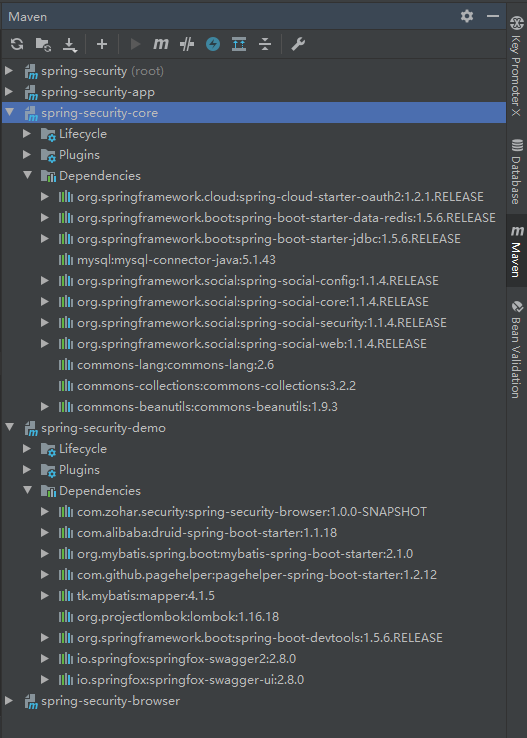 Maven
spring-security (root)
spring-security-app
spring-security-core
Lifecycle
Plugins
Dependencies
org.springframework.cloud:spring-cloud-starter-oauth2:1.2.1.RELEASE
org.springframework.boot:spring-boot-starter-data-redis:1.5.6.RELEASE
org.springframework.boot:spring-boot-starter-jdbc:1.5.6.RELEASE
mysql:mysql-connector-java:5.1.43
org.springframework.social:spring-social-config:1.1.4.RELEASE
org.springframework.social:spring-social-core:1.1.4.RELEASE
org.springframework.social:spring-social-security:1.1.4.RELEASE
org.springframework.social:spring-social-web:1.1.4.RELEASE
commons-lang:commons-lang:2.6
commons-collections:commons-collections:3.2.2
commons-beanutils:commons-beanutils:1.9.3
spring-security-demo
Lifecycle
Plugins
Dependencies
com.zohar.security:spring-security-browser:1.0.0-SNAPSHOT
com.alibaba:druid-spring-boot-starter:1.1.18
org.mybatis.spring.boot:mybatis-spring-boot-starter:2.1.0
com.github.pagehelper:pagehelper-spring-boot-starter:1.2.12
tk.mybatis:mapper:4.1.5
org.projectlombok:lombok:1.16.18
org.springframework.boot:spring-boot-devtools:1.5.6.RELEASE
io.springfox:springfox-swagger2:2.8.0
io.springfox:springfox-swagger-ui:2.8.0
spring-security-browser
Key Promoter X
Database
Maven
Bean Validation